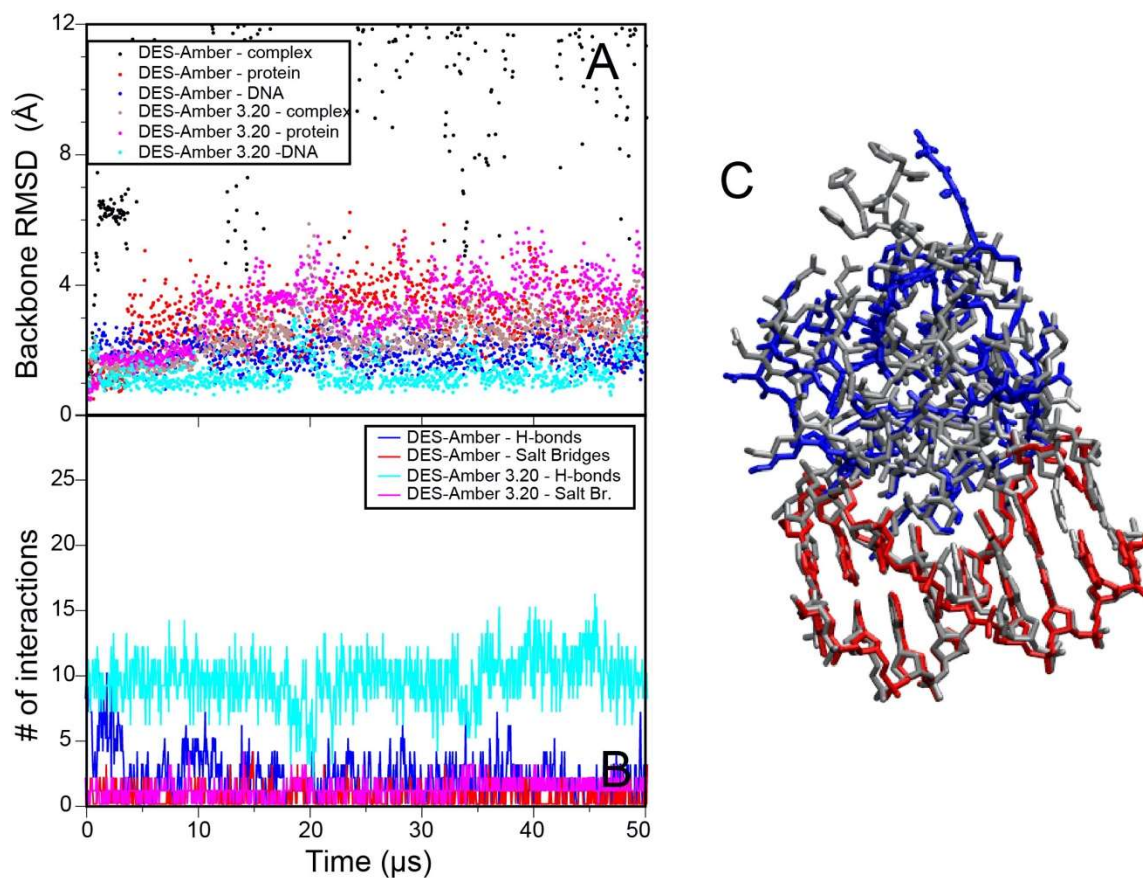 12
A
DES-Amber - complex
DES-Amber - protein
DES-Amber - DNA
DES-Amber 3.20 - complex
DES-Amber 3.20 - protein
DES-Amber 3.20 -DNA
8
Backbone RMSD (Å)
4
0
C
DES-Amber - H-bonds
DES-Amber - Salt Bridges
DES-Amber 3.20 - H-bonds
DES-Amber 3.20 - Salt Br.
25
20
15
10
5
0
# of interactions
B
0 10 20 30 40 50
Time (µs)